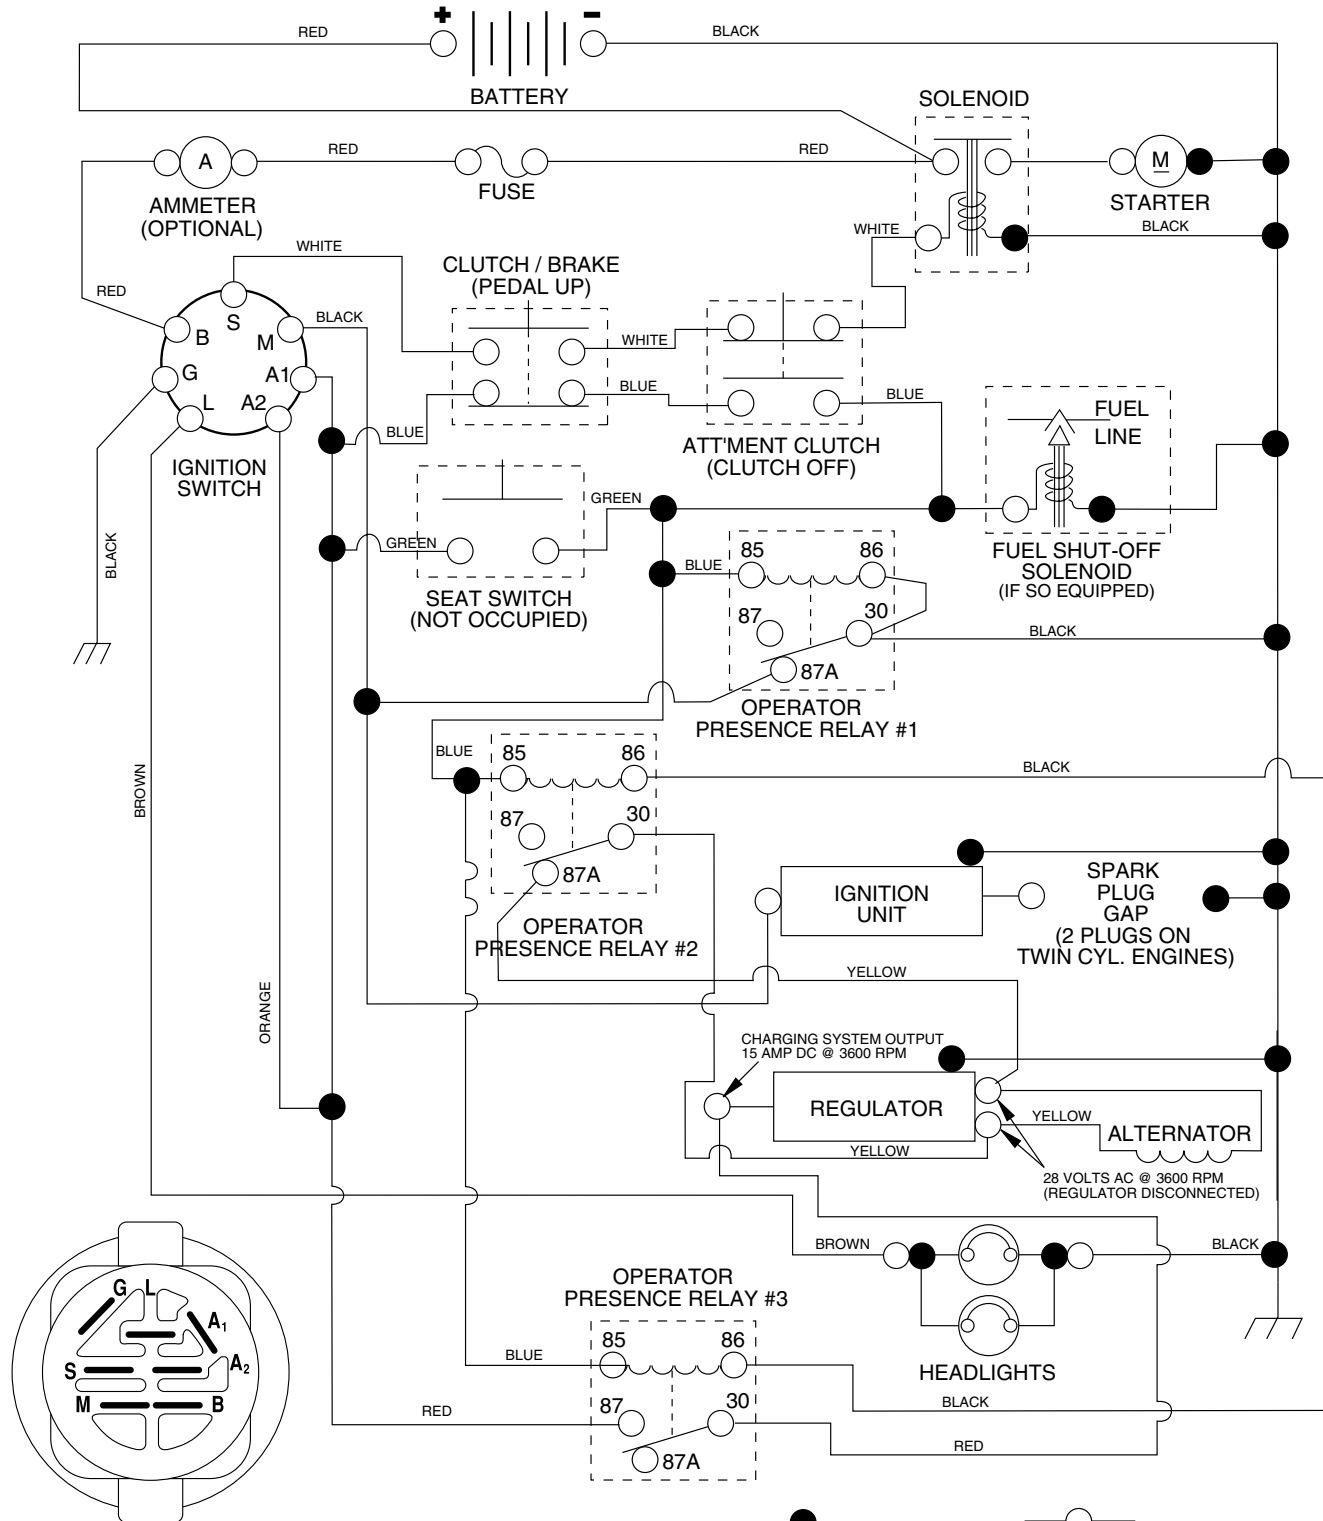 +
−
RED
BLACK
BATTERY
SOLENOID
A
RED
RED
M
FUSE
AMMETER
(OPTIONAL)
STARTER
WHITE
BLACK
WHITE
CLUTCH / BRAKE
(PEDAL UP)
RED
S
BLACK
B
M
WHITE
G
A1
BLUE
L
A2
BLUE
BLUE
FUEL
LINE
IGNITION
SWITCH
ATT'MENT CLUTCH
(CLUTCH OFF)
GREEN
GREEN
BLACK
85
86
FUEL SHUT-OFF
SOLENOID
(IF SO EQUIPPED)
BLUE
SEAT SWITCH
(NOT OCCUPIED)
87
30
BLACK
87A
OPERATOR
PRESENCE RELAY #1
BLUE
85
86
BLACK
BROWN
87
30
87A
IGNITION
UNIT
SPARK
PLUG
GAP
(2 PLUGS ON
TWIN CYL. ENGINES)
OPERATOR
PRESENCE RELAY #2
YELLOW
ORANGE
CHARGING SYSTEM OUTPUT
15 AMP DC @ 3600 RPM
REGULATOR
YELLOW
ALTERNATOR
YELLOW
28 VOLTS AC @ 3600 RPM
(REGULATOR DISCONNECTED)
BROWN
BLACK
OPERATOR
PRESENCE RELAY #3
G
L
A1
S
A2
M
B
85
86
BLUE
HEADLIGHTS
87
30
BLACK
RED
RED
87A